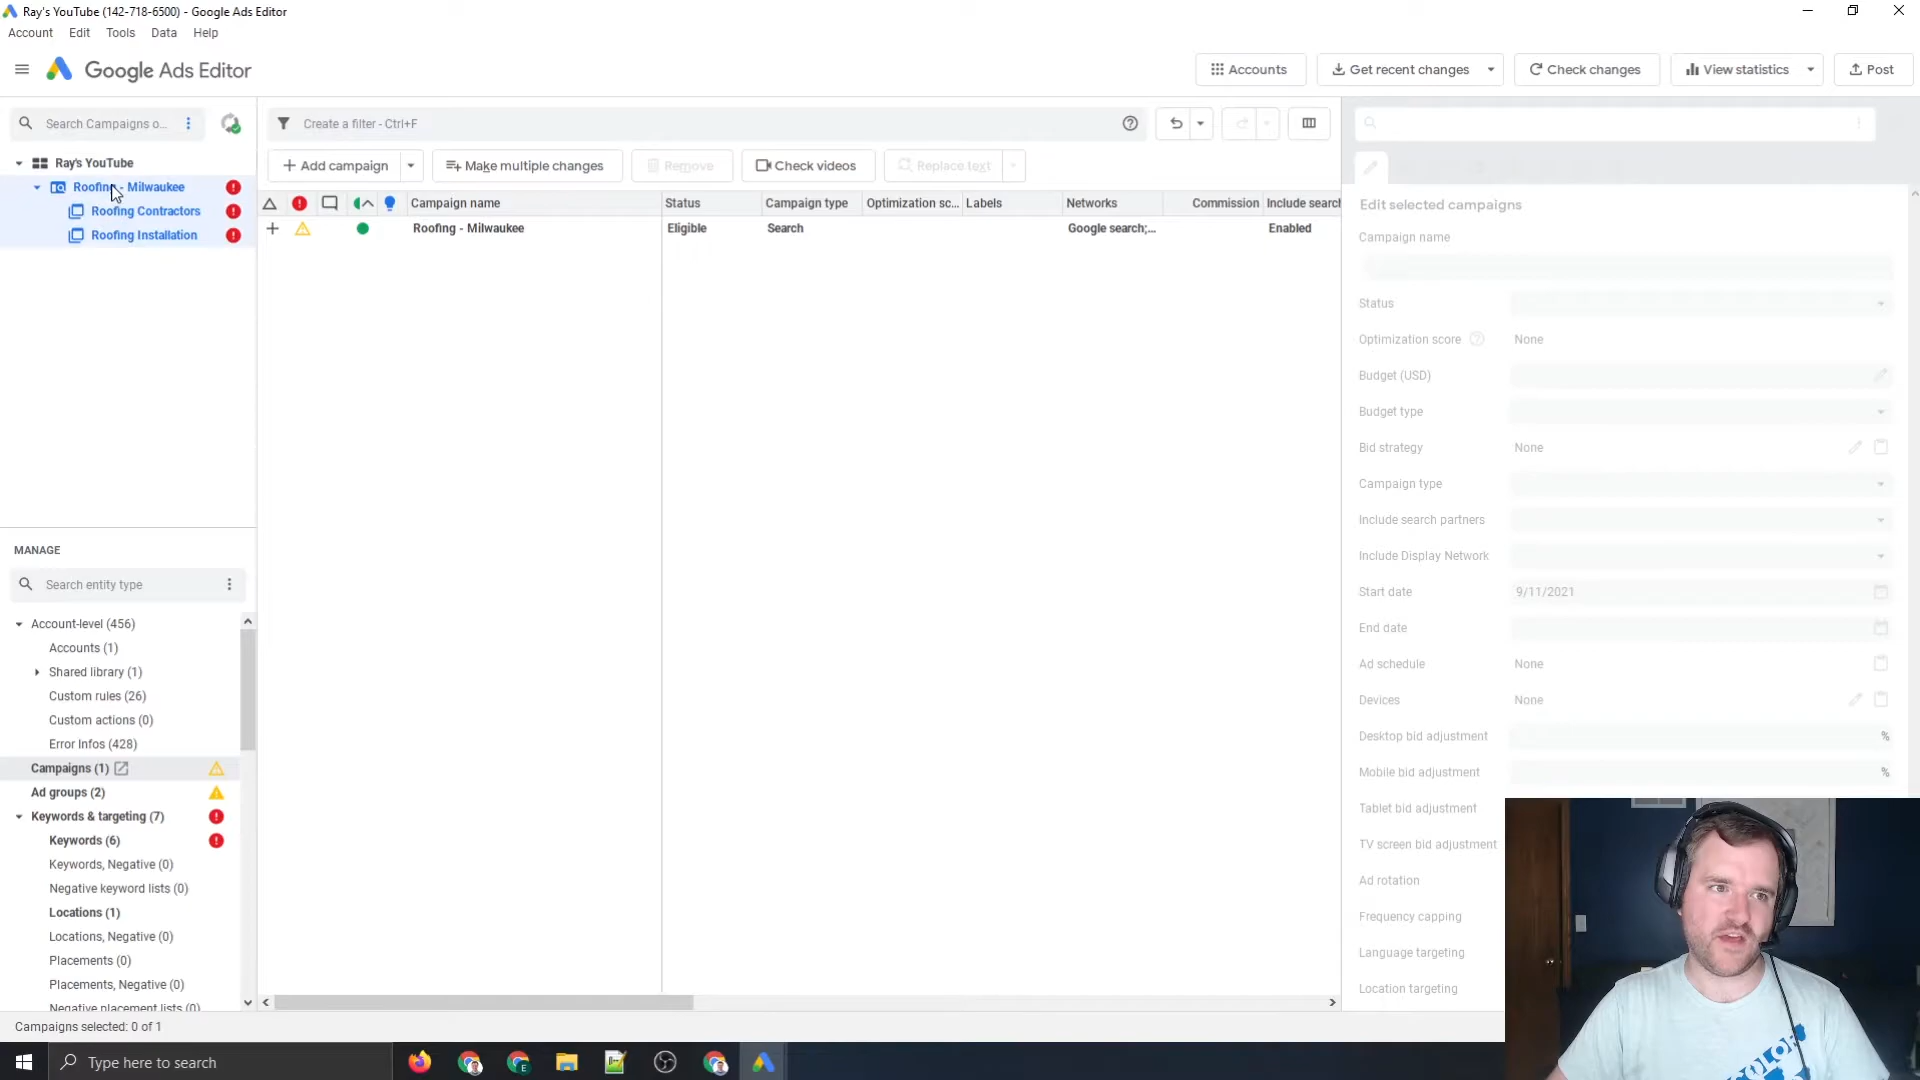 Ray's YouTube (142-718-6500) - Google Ads Editor
Account Edit Tools Data Help
Google Ads Editor
Accounts
Get recent changes
Check changes
View statistics
Post
Search Campaigns o...
Create a filter - Ctrl+F
Ray's YouTube
Roofing - Milwaukee
Roofing Contractors
Roofing Installation
Add campaign
Make multiple changes
Remove
Check videos
Replace text
Campaign name Status Campaign type Optimization sc... Labels Networks Commission Include search
Roofing - Milwaukee Eligible Search Google search;... Enabled
MANAGE
Search entity type
Account-level (456)
Accounts (1)
Shared library (1)
Custom rules (26)
Custom actions (0)
Error Infos (428)
Campaigns (1)
Ad groups (2)
Keywords & targeting (7)
Keywords (6)
Keywords, Negative (0)
Negative keyword lists (0)
Locations (1)
Locations, Negative (0)
Placements (0)
Placements, Negative (0)
Negative placement lists (0)
Campaigns selected: 0 of 1
Edit selected campaigns
Campaign name
Status
Optimization score None
Budget (USD)
Budget type
Bid strategy None
Campaign type
Include search partners
Include Display Network
Start date 9/11/2021
End date
Ad schedule None
Devices None
Desktop bid adjustment %
Mobile bid adjustment %
Tablet bid adjustment
TV screen bid adjustment
Ad rotation
Frequency capping
Language targeting
Location targeting
Type here to search